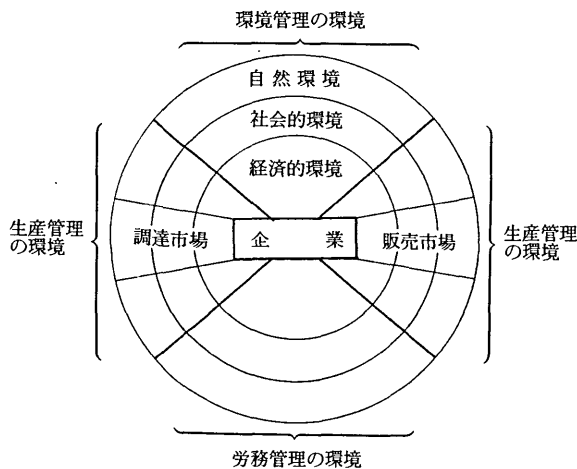 環境管理の環境
自然環境
社会的環境
経済的環境
生産管理
の環境
調達市場
企業
販売市場
生産管理
の環境
労務管理の環境